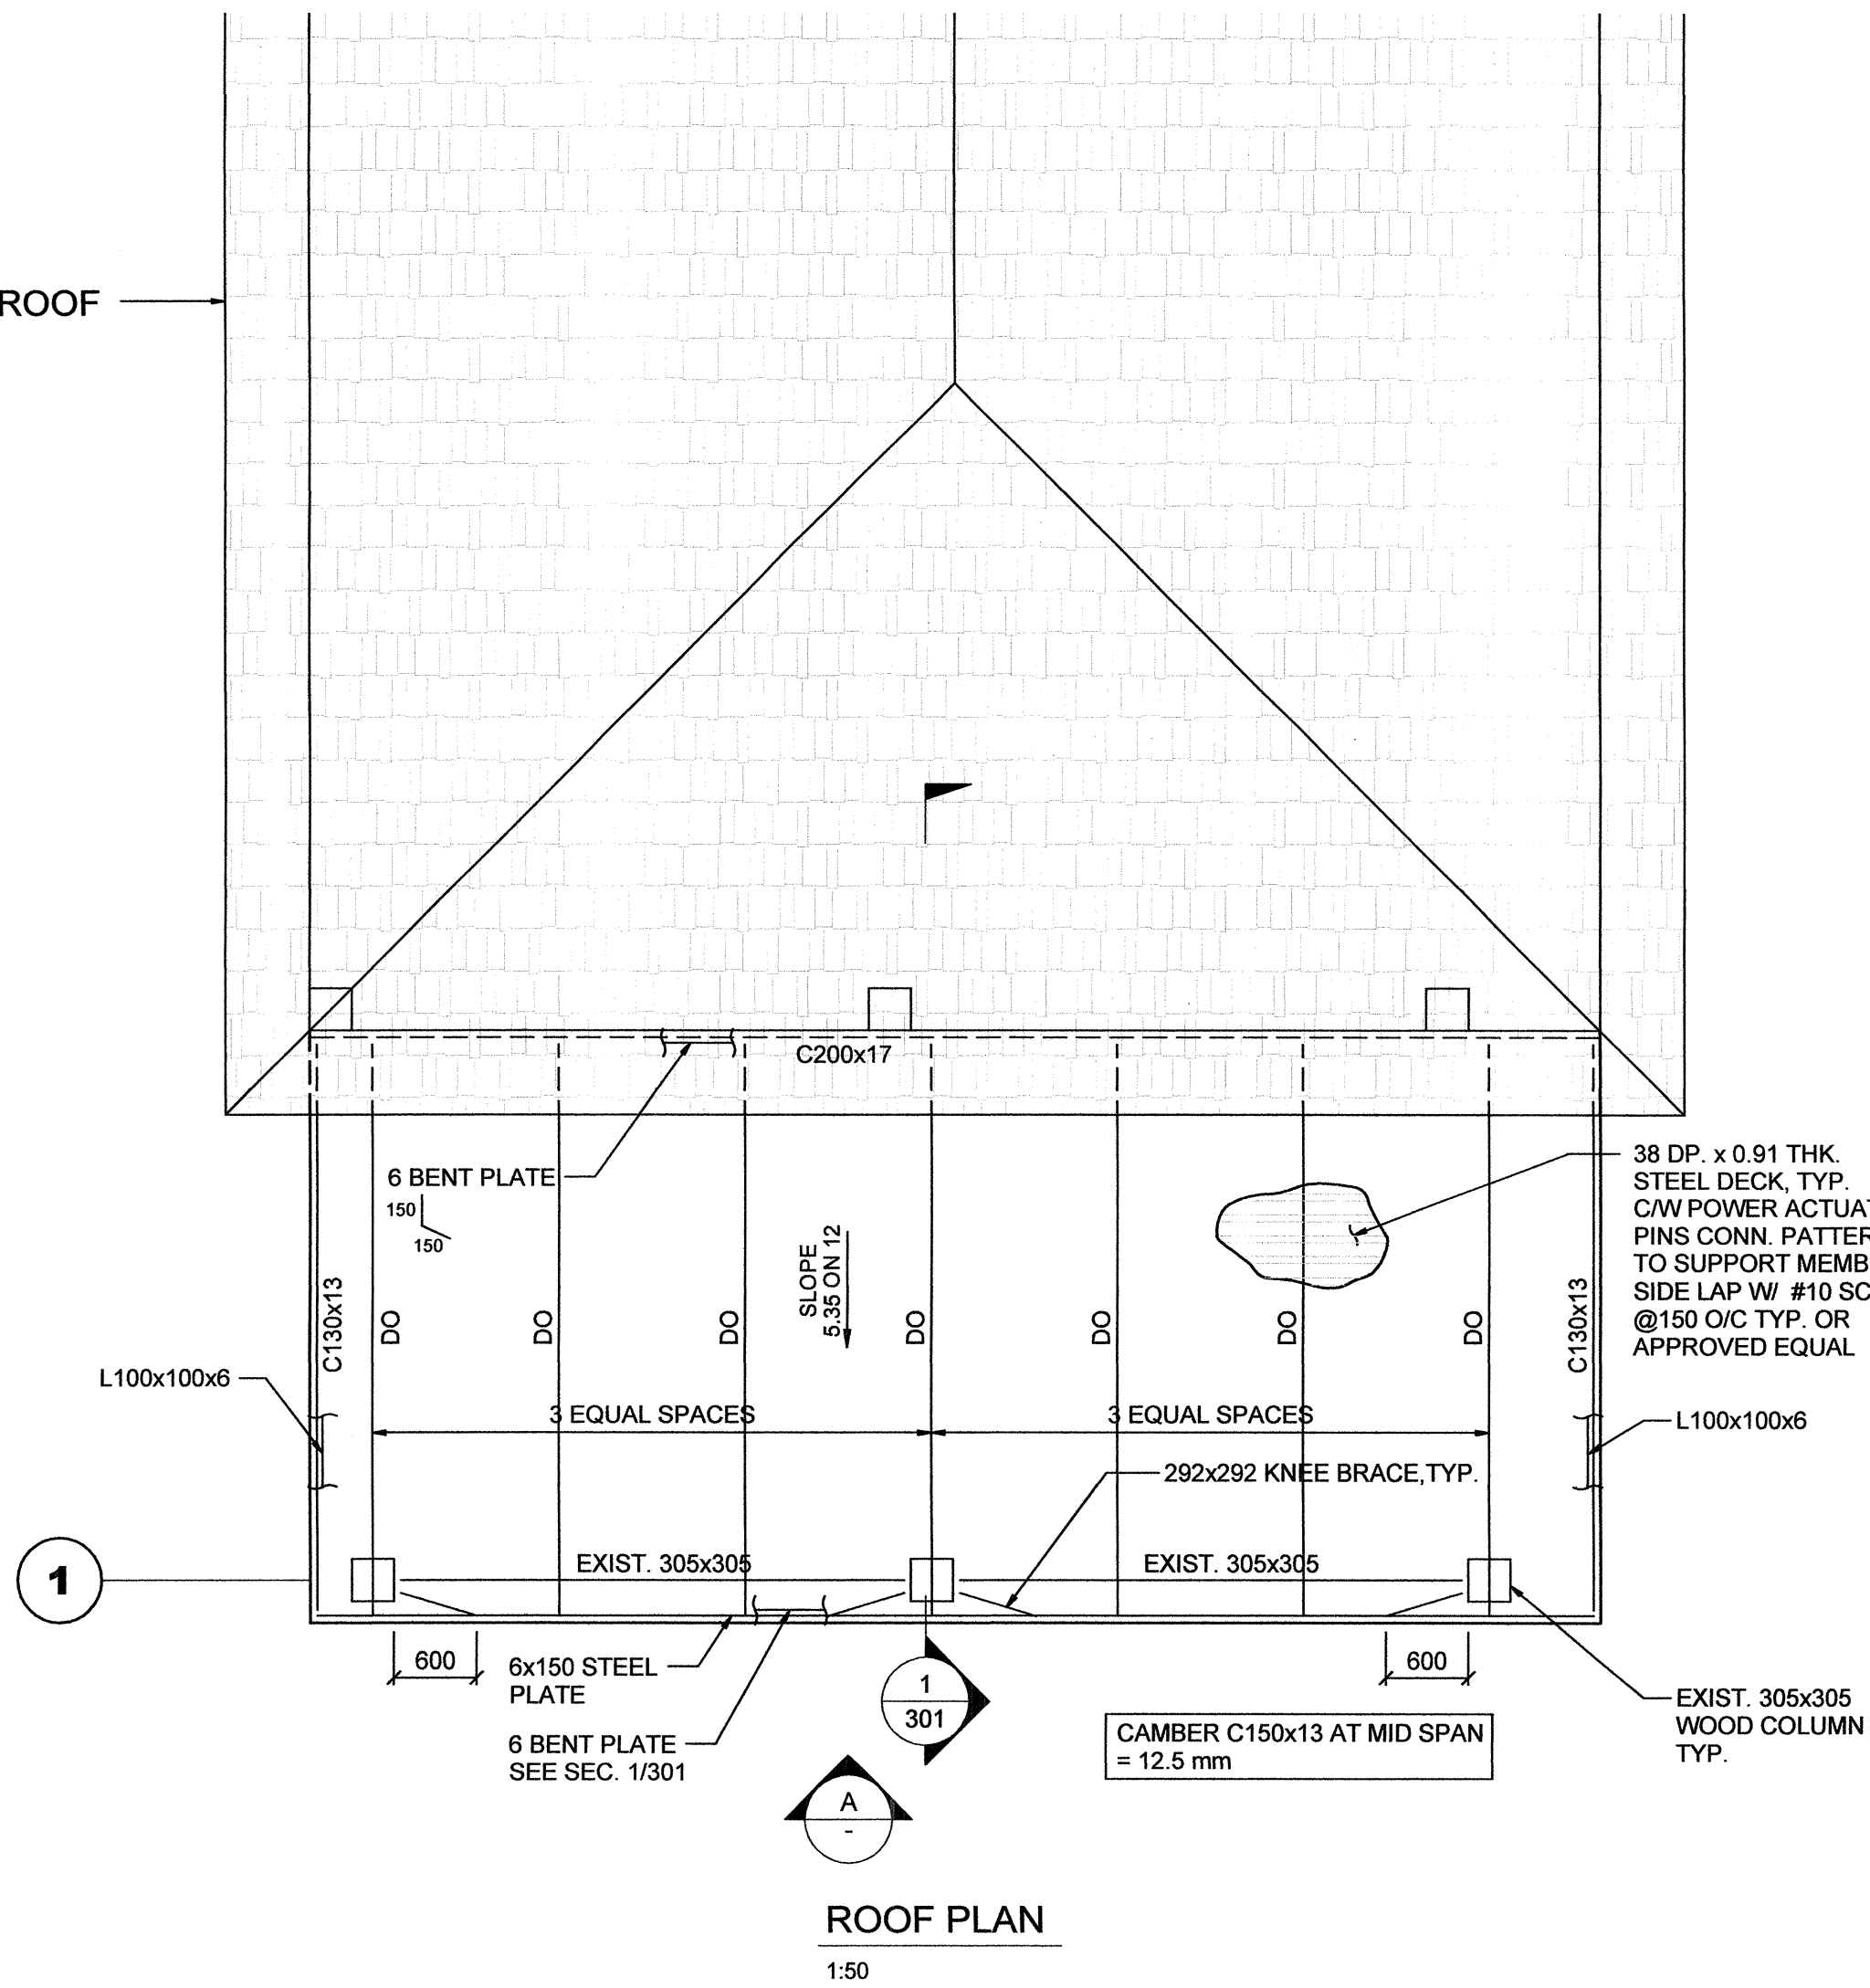 ROOF
C200x17
6 BENT PLATE
150
150
SLOPE
5.35 ON 12
38 DP. x 0.91 THK.
STEEL DECK, TYP.
C/W POWER ACTUAT
PINS CONN. PATTER
TO SUPPORT MEMB
SIDE LAP W/ #10 SC
@150 O/C TYP. OR
APPROVED EQUAL
C130x13
DO
DO
DO
DO
DO
DO
DO
C130x13
L100x100x6
L100x100x6
3 EQUAL SPACES
3 EQUAL SPACES
292x292 KNEE BRACE,TYP.
1
EXIST. 305x305
EXIST. 305x305
600
600
6x150 STEEL
PLATE
6 BENT PLATE
SEE SEC. 1/301
1
301
A
-
CAMBER C150x13 AT MID SPAN
= 12.5 mm
EXIST. 305x305
WOOD COLUMN
TYP.
ROOF PLAN
1:50